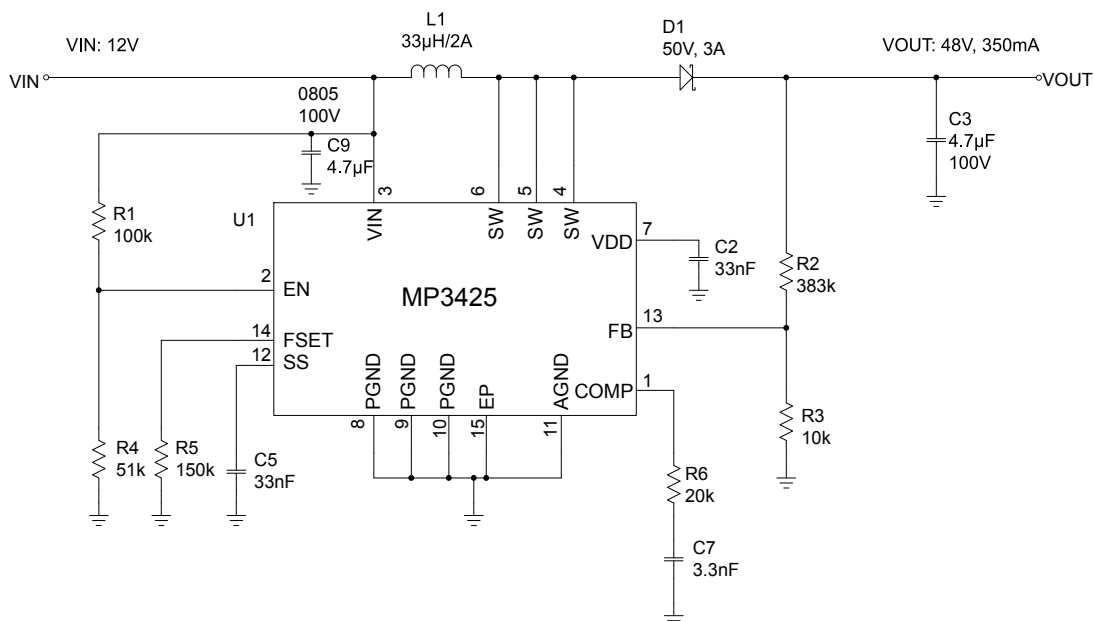 VIN: 12V
L1
33µH/2A
D1
50V, 3A
VOUT: 48V, 350mA
VIN
VOUT
0805
100V
C9
4.7µF
C3
4.7µF
100V
3
6
5
4
R1
100k
U1
VIN
SW
SW
SW
VDD
7
C2
33nF
R2
383k
2
EN
MP3425
14
FSET
12
SS
FB
13
PGND
PGND
PGND
EP
AGND
COMP
1
8
9
10
15
11
R3
10k
R4
51k
R5
150k
C5
33nF
R6
20k
C7
3.3nF